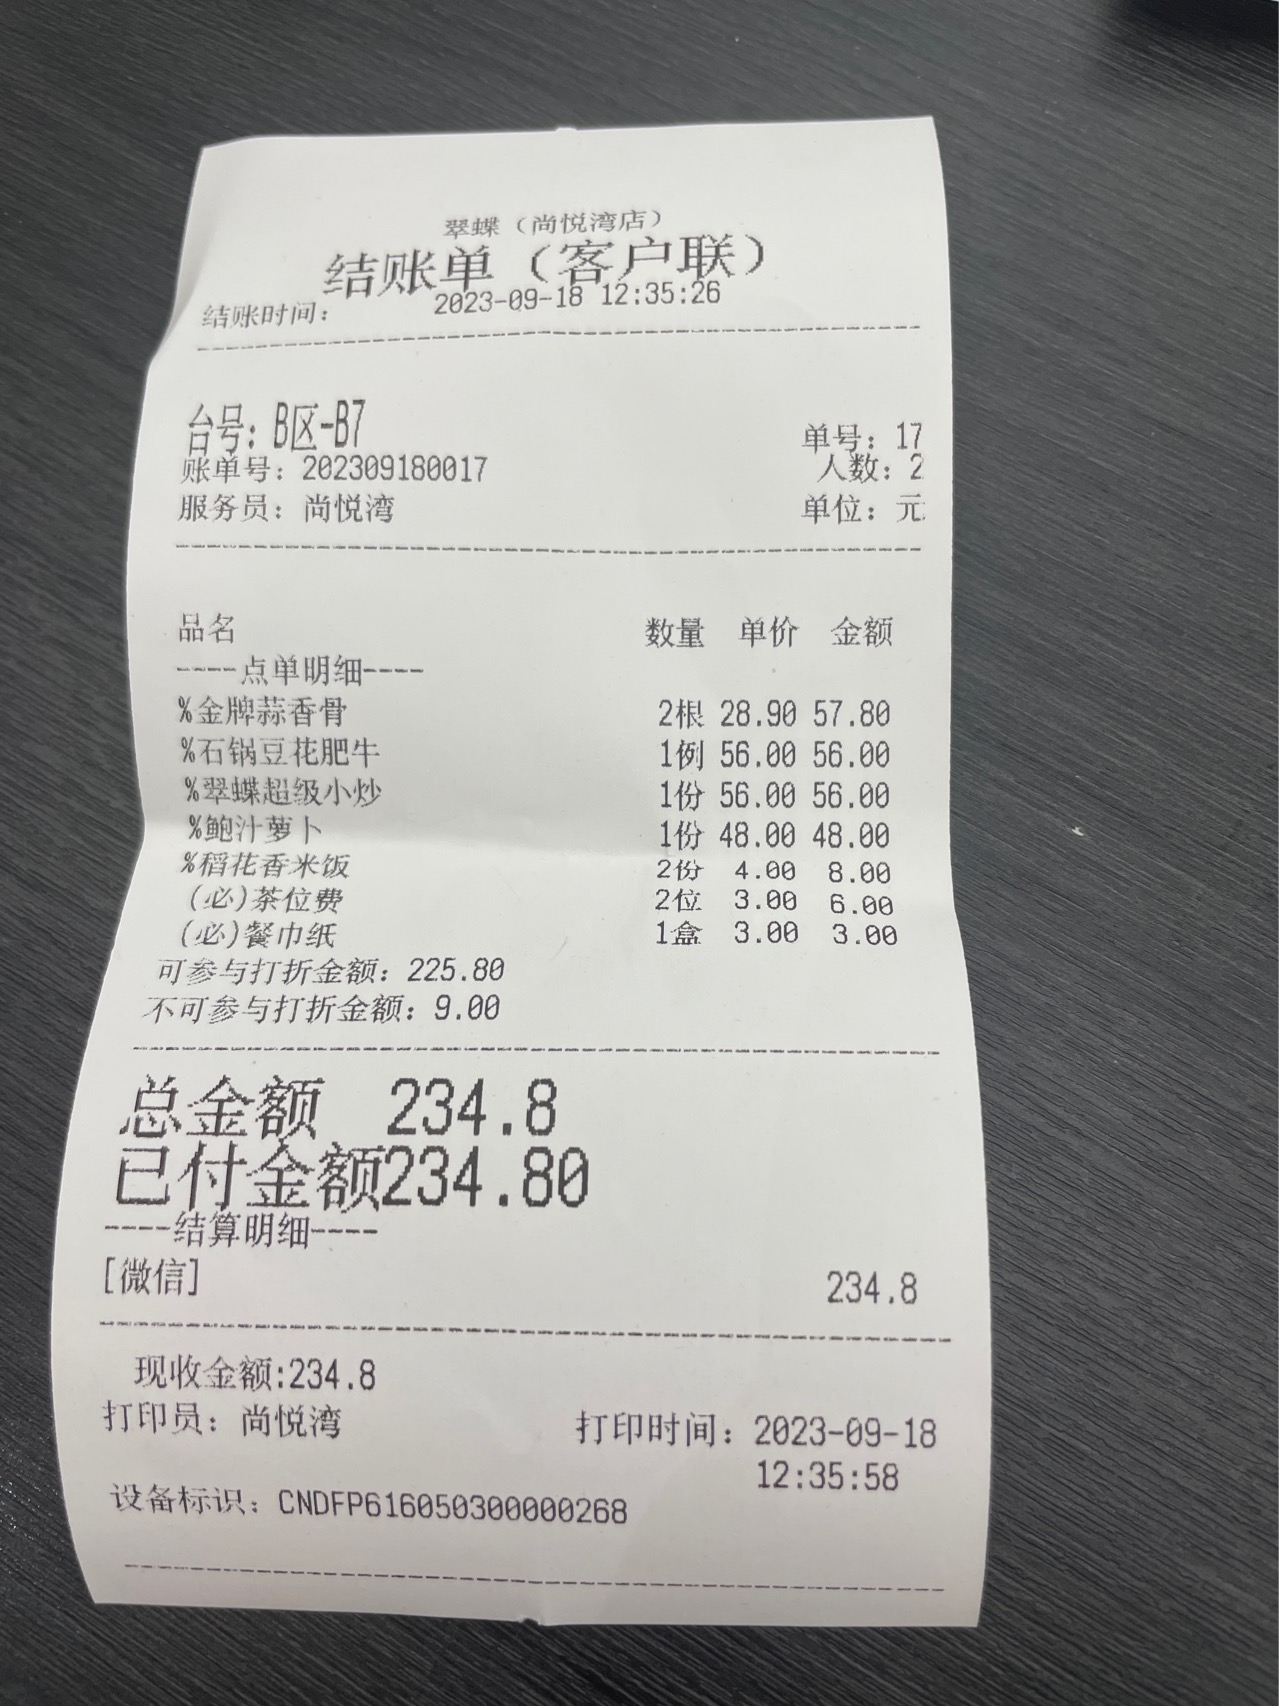 翠蝶（尚悦湾店）
结账单（客户联）
结账时间： 2023-09-18 12:35:26
台号: B区-B7 单号：17
账单号：202309180017 人数：2
服务员：尚悦湾 单位：元
品名 数量 单价 金额
----点单明细----
%金牌蒜香骨 2根 28.90 57.80
%石锅豆花肥牛 1例 56.00 56.00
%翠蝶超级小炒 1份 56.00 56.00
%鲍汁萝卜 1份 48.00 48.00
%稻花香米饭 2份 4.00 8.00
(必)茶位费 2位 3.00 6.00
(必)餐巾纸 1盒 3.00 3.00
可参与打折金额：225.80
不可参与打折金额：9.00
总金额 234.8
已付金额234.80
----结算明细----
[微信] 234.8
现收金额:234.8
打印员：尚悦湾 打印时间：2023-09-18
12:35:58
设备标识：CNDFP616050300000268